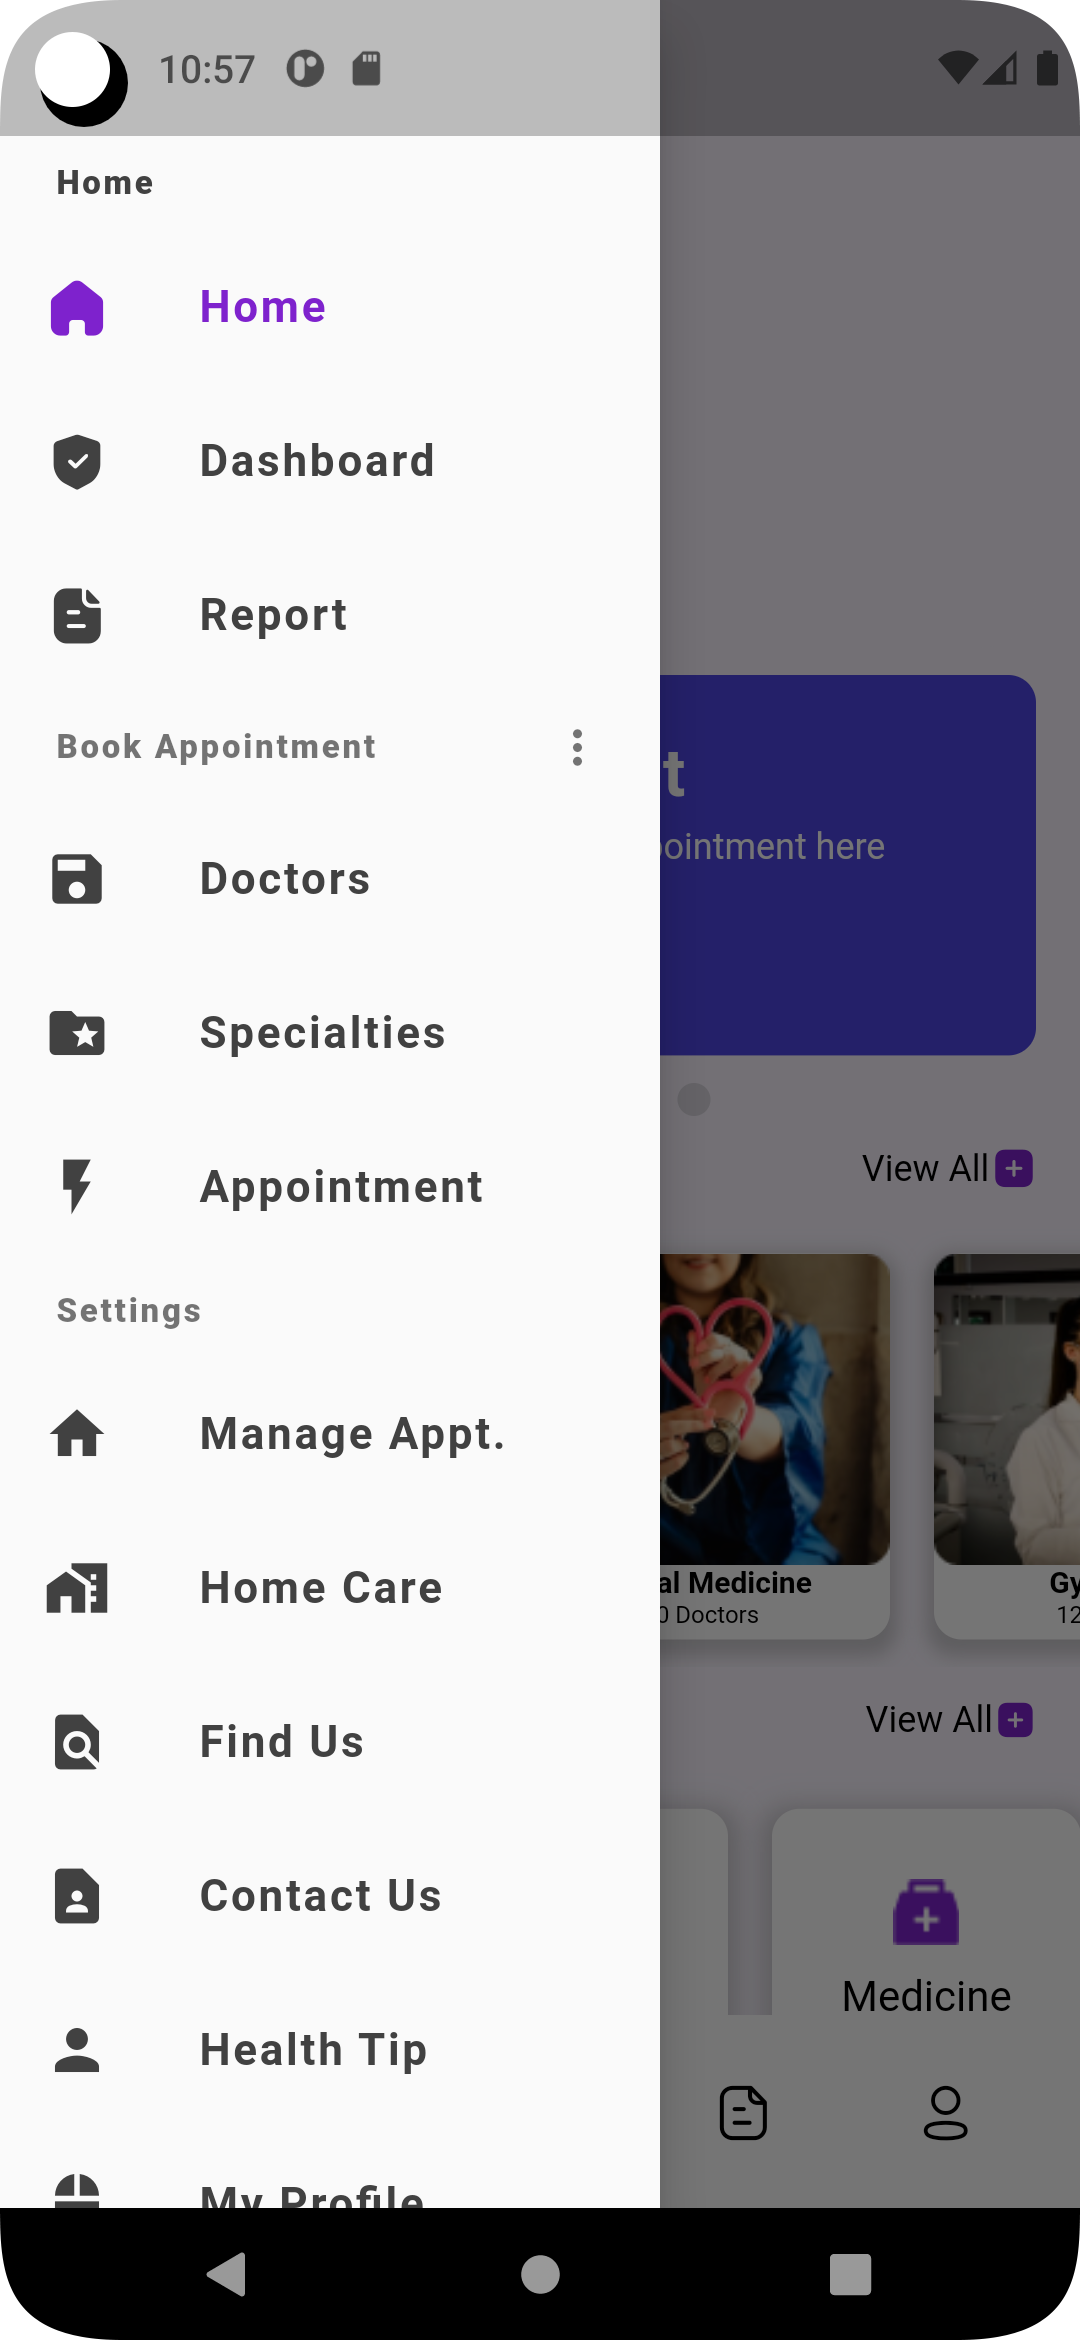 10:57
Home
Home
Dashboard
Report
Book Appointment
Doctors
Specialties
Appointment
Settings
Manage Appt.
Home Care
Find Us
Contact Us
Health Tip
My Profile
t
ointment here
View All
al Medicine
0 Doctors
Gy
12
View All
Medicine